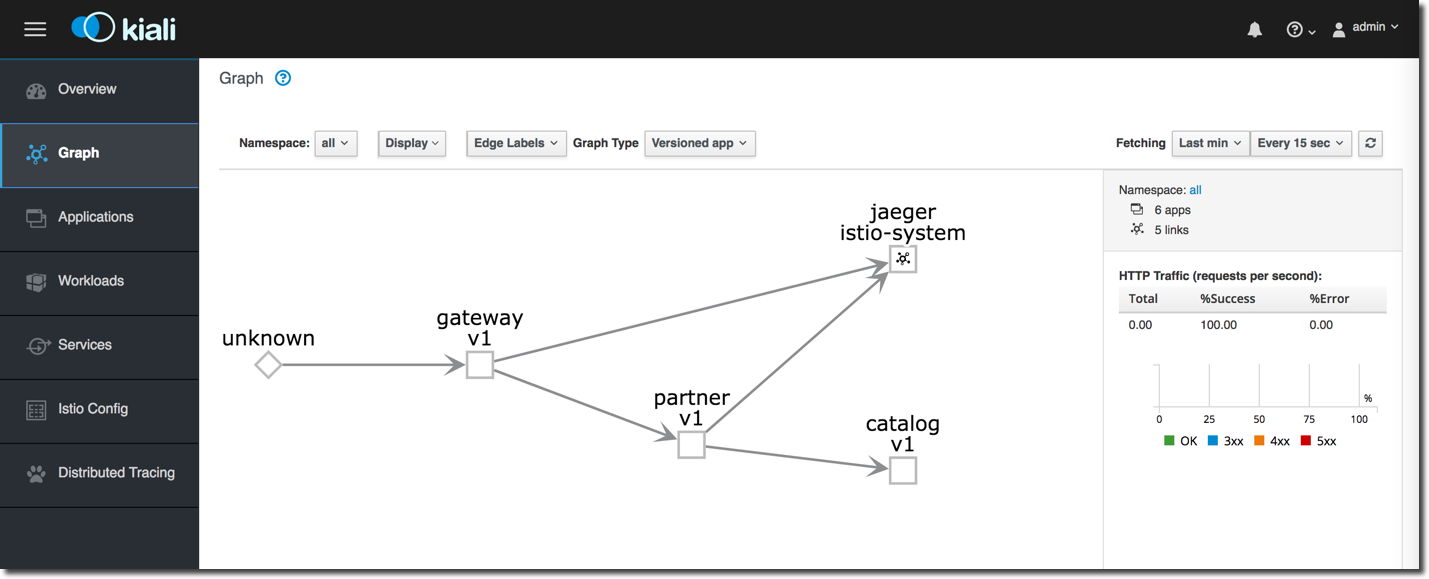 kiali
admin
Overview
Graph
Applications
Workloads
Services
Istio Config
Distributed Tracing
Graph ?
Namespace: all Display Edge Labels Graph Type Versioned app Fetching Last min Every 15 sec
jaeger
istio-system
gateway
v1
unknown
partner
v1
catalog
v1
Namespace: all
6 apps
5 links
HTTP Traffic (requests per second):
Total %Success %Error
0.00 100.00 0.00
%
0 25 50 75 100
OK 3xx 4xx 5xx